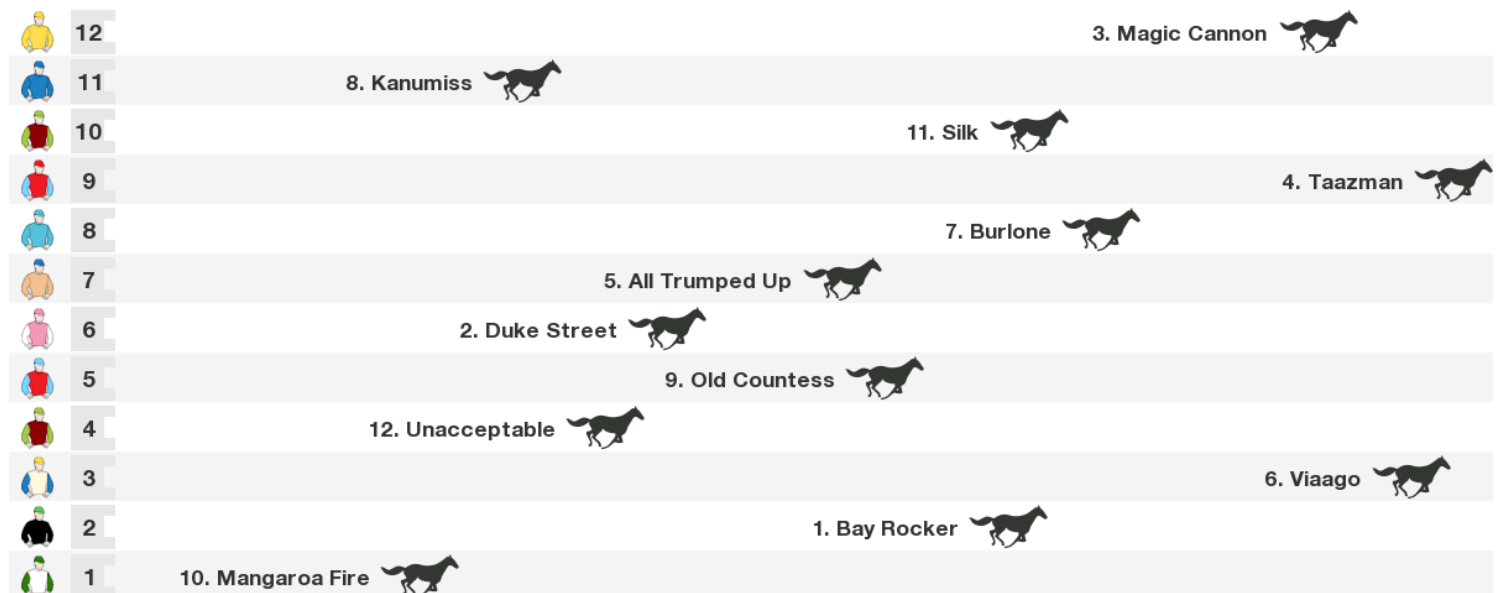 12 3. Magic Cannon
11 8. Kanumiss
10 11. Silk
9 4. Taazman
8 7. Burlone
7 5. All Trumped Up
6 2. Duke Street
5 9. Old Countess
4 12. Unacceptable
3 6. Viaago
2 1. Bay Rocker
1 10. Mangaroa Fire